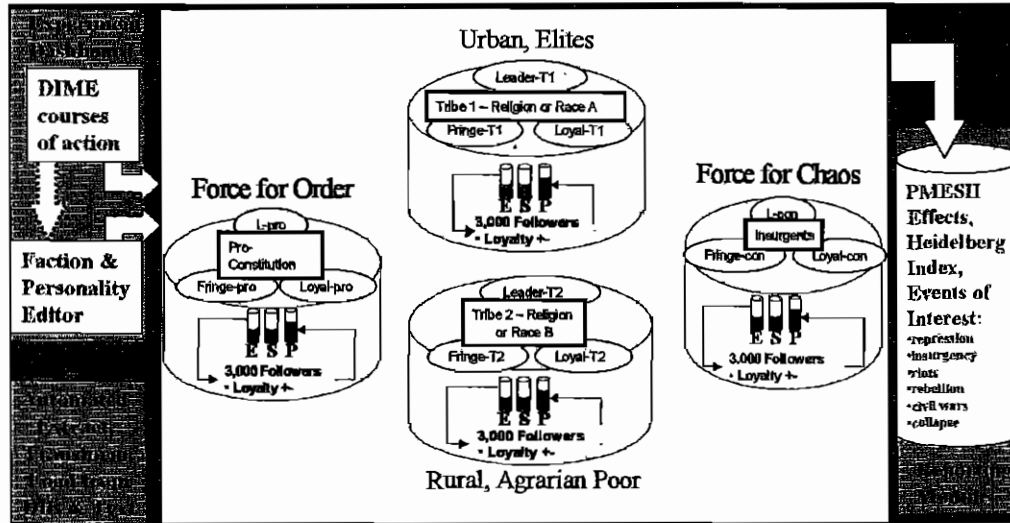 Experiment
Dashboard
DIME
courses
of action
Faction &
Personality
Editor
Urban, Elites
Leader-T1
Tribe 1 – Religion or Race A
Fringe-T1
Loyal-T1
E S P
3,000 Followers
• Loyalty +-
Force for Order
L-pro
Pro-
Constitution
Fringe-pro
Loyal-pro
E S P
3,000 Followers
• Loyalty +-
Leader-T2
Tribe 2 – Religion
or Race B
Fringe-T2
Loyal-T2
E S P
3,000 Followers
• Loyalty +-
Rural, Agrarian Poor
Force for Chaos
L-con
Insurgents
Fringe-con
Loyal-con
E S P
3,000 Followers
• Loyalty +-
PMESII
Effects,
Heidelberg
Index,
Events of
Interest:
•repression
•insurgency
•riots
•rebellion
•civil wars
•collapse